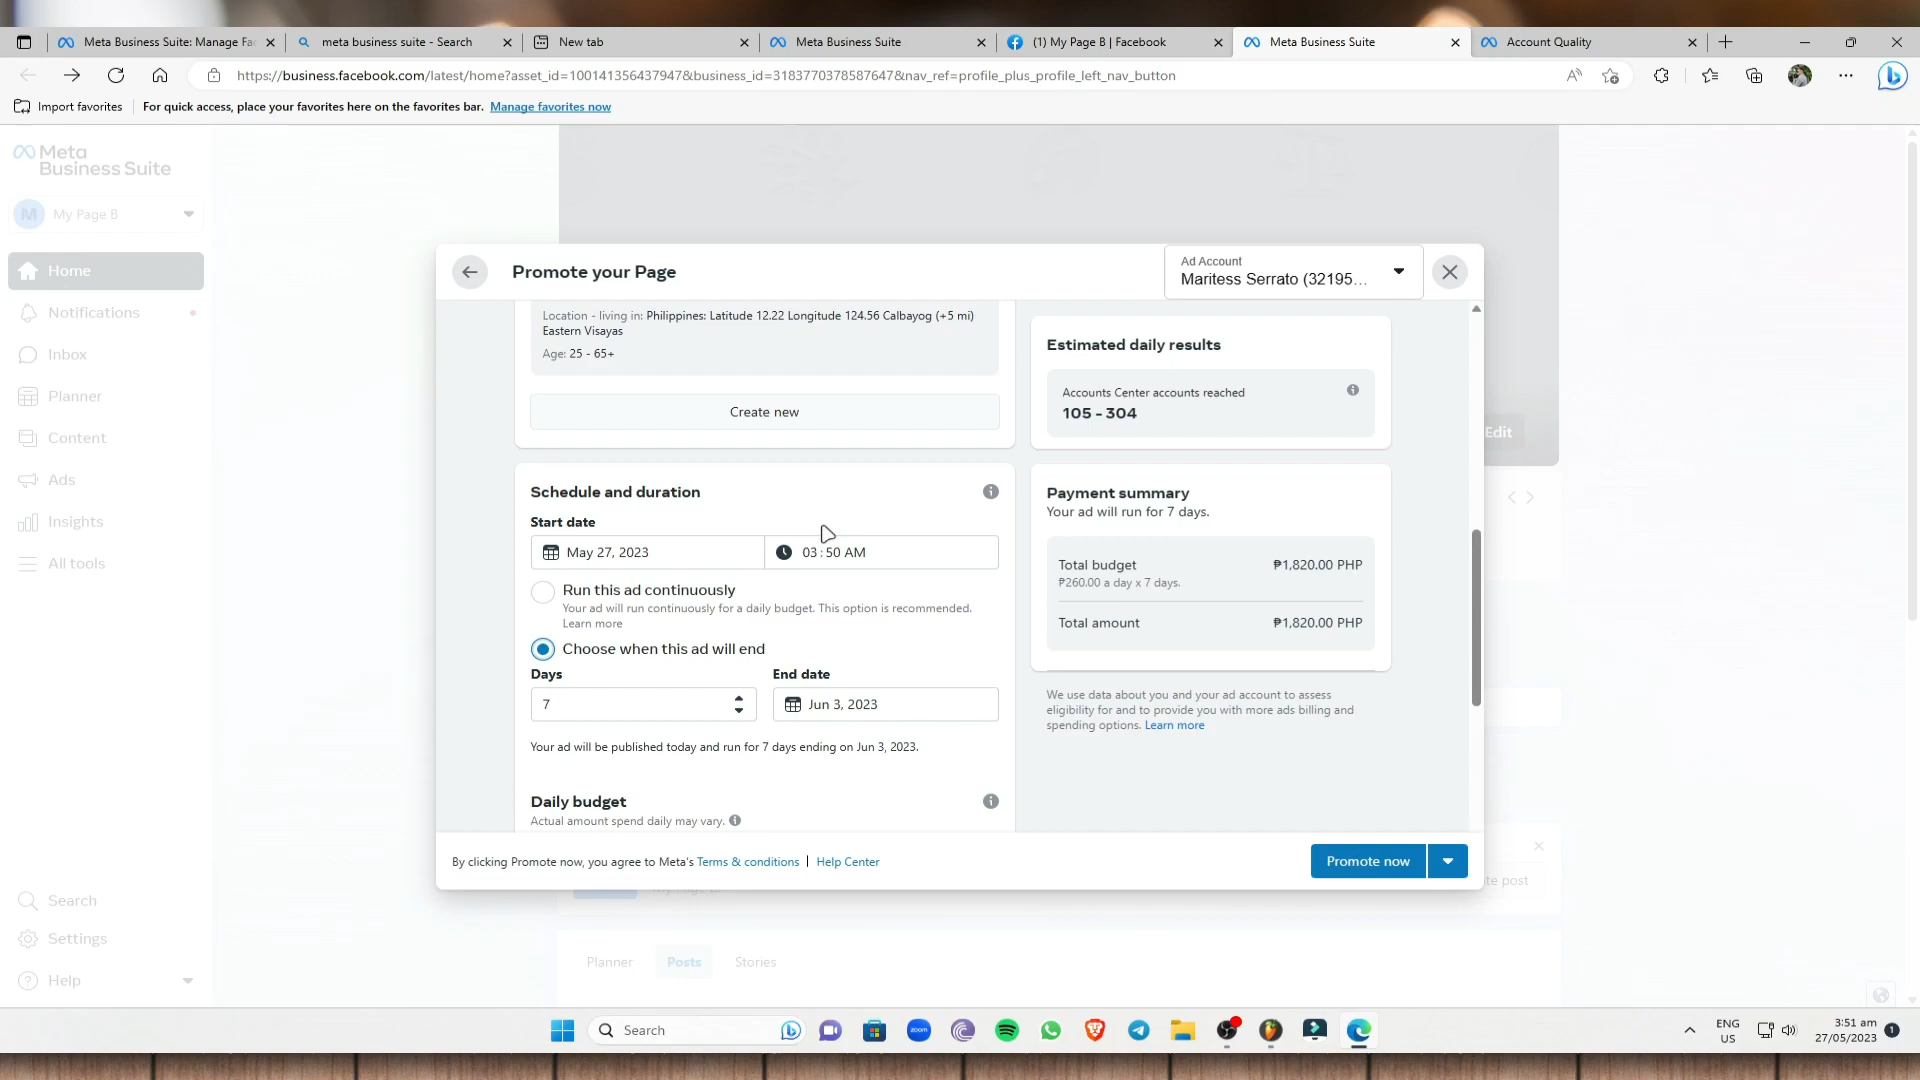 Meta Business Suite: Manage Fa
meta business suite - Search
New tab
Meta Business Suite
(1) My Page B | Facebook
Meta Business Suite
Account Quality
https://business.facebook.com/latest/home?asset_id=100141356437947&business_id=3183770378587647&nav_ref=profile_plus_profile_left_nav_button
Import favorites
For quick access, place your favorites here on the favorites bar. Manage favorites now
Meta
Business Suite
M My Page B
Home
Notifications
Inbox
Planner
Content
Ads
Insights
All tools
Search
Settings
Help
Promote your Page
Ad Account
Maritess Serrato (32195...
Location - living in: Philippines: Latitude 12.22 Longitude 124.56 Calbayog (+5 mi)
Eastern Visayas
Age: 25 - 65+
Create new
Schedule and duration
Start date
May 27, 2023
03:50 AM
Run this ad continuously
Your ad will run continuously for a daily budget. This option is recommended.
Learn more
Choose when this ad will end
Days
End date
7
Jun 3, 2023
Your ad will be published today and run for 7 days ending on Jun 3, 2023.
Daily budget
Actual amount spend daily may vary.
Estimated daily results
Accounts Center accounts reached
105 - 304
Payment summary
Your ad will run for 7 days.
Total budget
₱1,820.00 PHP
₱260.00 a day x 7 days.
Total amount
₱1,820.00 PHP
We use data about you and your ad account to assess
eligibility for and to provide you with more ads billing and
spending options. Learn more
By clicking Promote now, you agree to Meta's Terms & conditions | Help Center
Promote now
Edit
te post
Planner
Posts
Stories
Search
zoom
ENG
US
3:51 am
27/05/2023
1